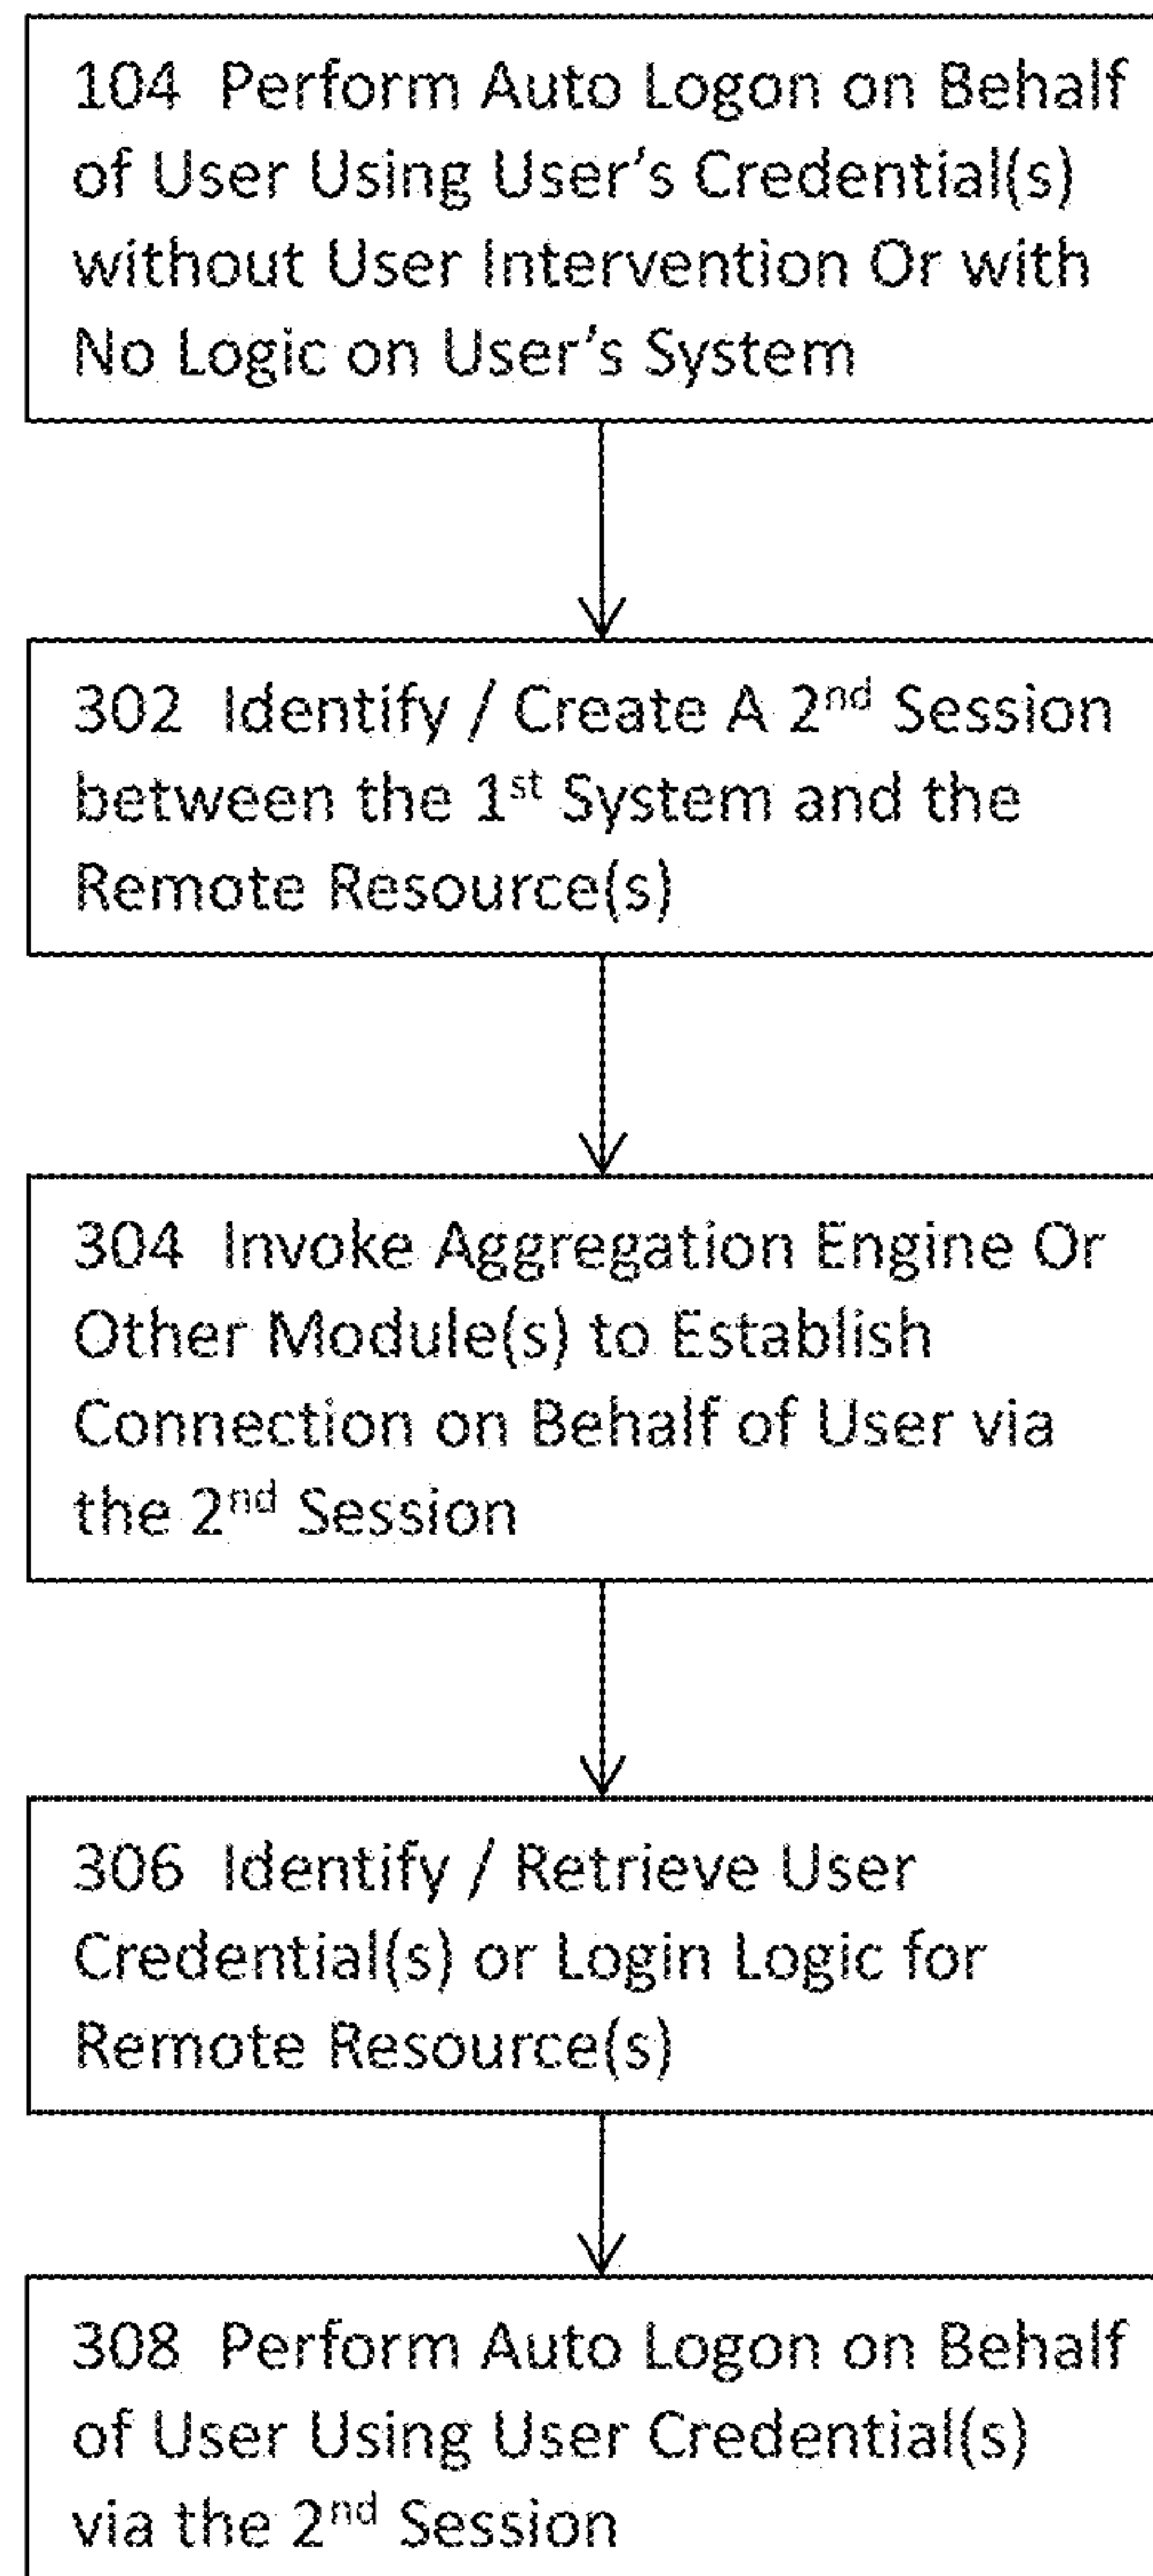 104 Perform Auto Logon on Behalf
of User Using User's Credential(s)
without User Intervention Or with
No Logic on User's System
302 Identify / Create A 2nd Session
between the 1st System and the
Remote Resource(s)
304 Invoke Aggregation Engine Or
Other Module(s) to Establish
Connection on Behalf of User via
the 2nd Session
306 Identify / Retrieve User
Credential(s) or Login Logic for
Remote Resource(s)
308 Perform Auto Logon on Behalf
of User Using User Credential(s)
via the 2nd Session